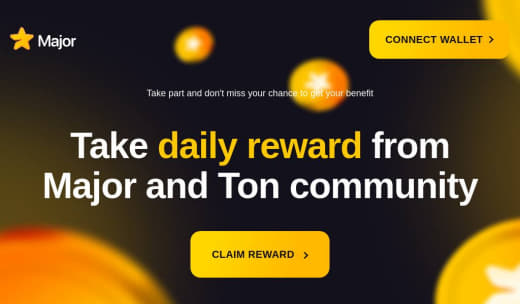 Major
CONNECT WALLET
Take part and don't miss your chance to get your benefit
Take daily reward from
Major and Ton community
CLAIM REWARD